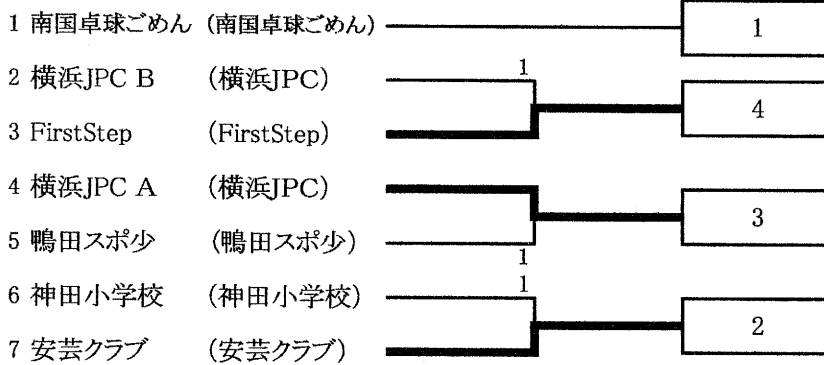 1 南国卓球ごめん (南国卓球ごめん) 1
1
2 横浜JPC B (横浜JPC)
4
3 FirstStep (FirstStep)
4 横浜JPC A (横浜JPC)
3
5 鴨田スポ少 (鴨田スポ少)
1
1
6 神田小学校 (神田小学校)
2
7 安芸クラブ (安芸クラブ)